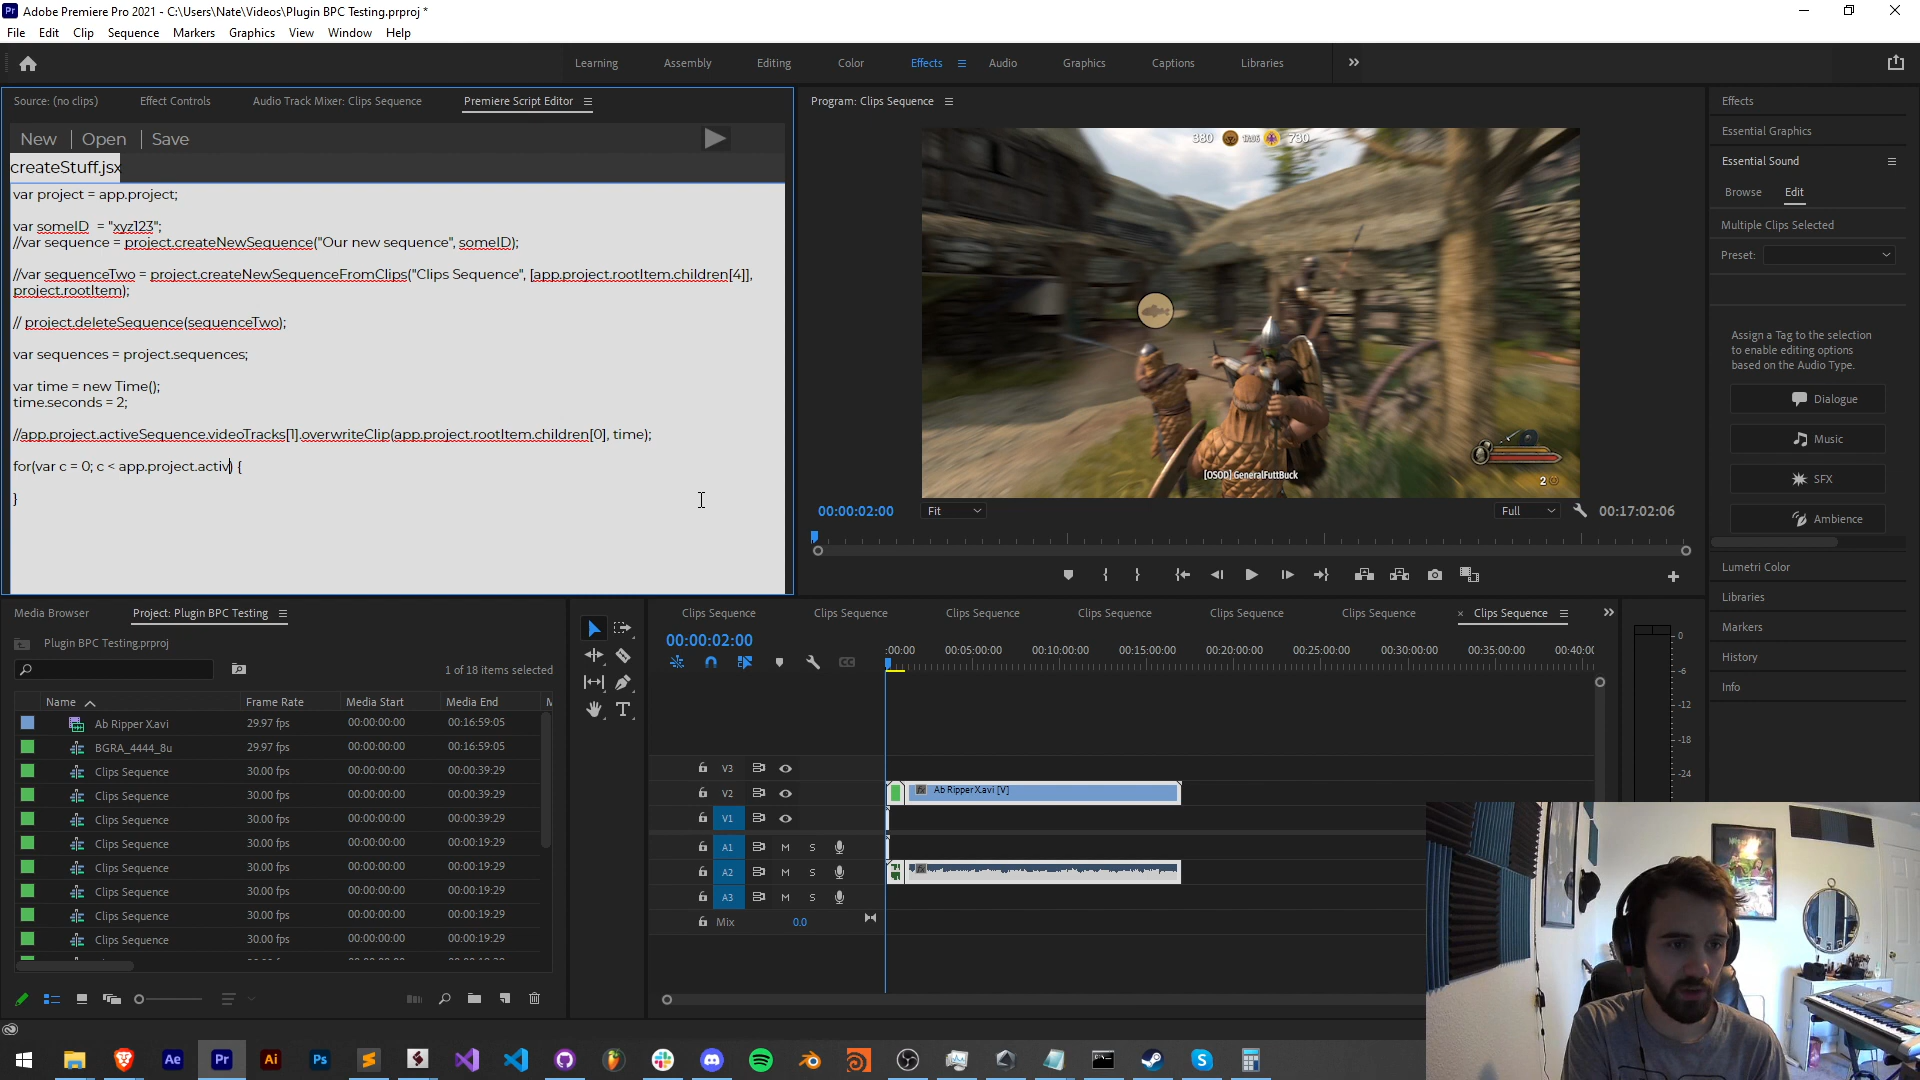 Adobe Premiere Pro 2021 - C:\Users\Nate\Videos\Plugin BPC Testing.prproj *
File Edit Clip Sequence Markers Graphics View Window Help
Learning Assembly Editing Color Effects Audio Graphics Captions Libraries
Source: (no clips) Effect Controls Audio Track Mixer: Clips Sequence Premiere Script Editor
New Open Save
createStuff.jsx
var project = app.project;
var someID = "xyz123";
//var sequence = project.createNewSequence("Our new sequence", someID);
//var sequenceTwo = project.createNewSequenceFromClips("Clips Sequence", [app.project.rootItem.children[4]],
project.rootItem);
// project.deleteSequence(sequenceTwo);
var sequences = project.sequences;
var time = new Time();
time.seconds = 2;
//app.project.activeSequence.videoTracks[1].overwriteClip(app.project.rootItem.children[0], time);
for(var c = 0; c < app.project.activ) {
}
Program: Clips Sequence
380 730
[OSOD] GeneralFuttBuck
2
00:00:02:00 Fit Full 00:17:02:06
Effects
Essential Graphics
Essential Sound
Browse Edit
Multiple Clips Selected
Preset:
Assign a Tag to the selection
to enable editing options
based on the Audio Type.
Dialogue
Music
SFX
Ambience
Lumetri Color
Libraries
Markers
History
Info
Media Browser Project: Plugin BPC Testing
Plugin BPC Testing.prproj
1 of 18 items selected
Name Frame Rate Media Start Media End
Ab Ripper X.avi 29.97 fps 00:00:00:00 00:16:59:05
BGRA_4444_8u 29.97 fps 00:00:00:00 00:16:59:05
Clips Sequence 30.00 fps 00:00:00:00 00:00:39:29
Clips Sequence 30.00 fps 00:00:00:00 00:00:39:29
Clips Sequence 30.00 fps 00:00:00:00 00:00:39:29
Clips Sequence 30.00 fps 00:00:00:00 00:00:19:29
Clips Sequence 30.00 fps 00:00:00:00 00:00:19:29
Clips Sequence 30.00 fps 00:00:00:00 00:00:19:29
Clips Sequence 30.00 fps 00:00:00:00 00:00:19:29
Clips Sequence 30.00 fps 00:00:00:00 00:00:19:29
Clips Sequence Clips Sequence Clips Sequence Clips Sequence Clips Sequence Clips Sequence × Clips Sequence
00:00:02:00
:00:00 00:05:00:00 00:10:00:00 00:15:00:00 00:20:00:00 00:25:00:00 00:30:00:00 00:35:00:00 00:40:00
V3
V2 fx Ab Ripper X.avi [V]
V1
A1 M S
A2 M S fx
A3 M S
Mix 0.0
0
-6
-12
-18
-24
Ae Pr Ai Ps